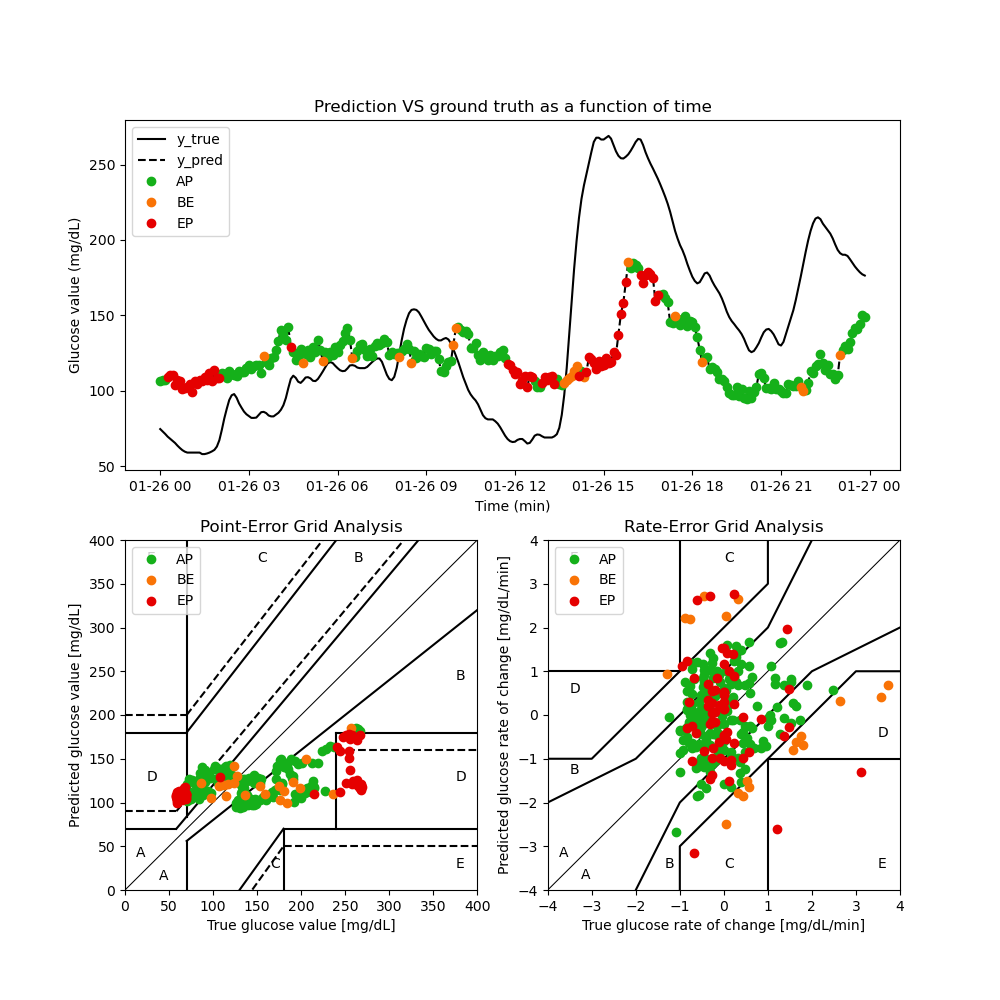 Prediction VS ground truth as a function of time
y_true
y_pred
AP
BE
EP
Glucose value (mg/dL)
250
200
150
100
50
01-26 00 01-26 03 01-26 06 01-26 09 01-26 12 01-26 15 01-26 18 01-26 21 01-27 00
Time (min)
Point-Error Grid Analysis
AP
BE
EP
C
B
B
D
D
A
A
C
E
Predicted glucose value [mg/dL]
400
350
300
250
200
150
100
50
0
0 50 100 150 200 250 300 350 400
True glucose value [mg/dL]
Rate-Error Grid Analysis
AP
BE
EP
C
D
D
B
A
A
B
C
E
Predicted glucose rate of change [mg/dL/min]
4
3
2
1
0
−1
−2
−3
−4
−4 −3 −2 −1 0 1 2 3 4
True glucose rate of change [mg/dL/min]